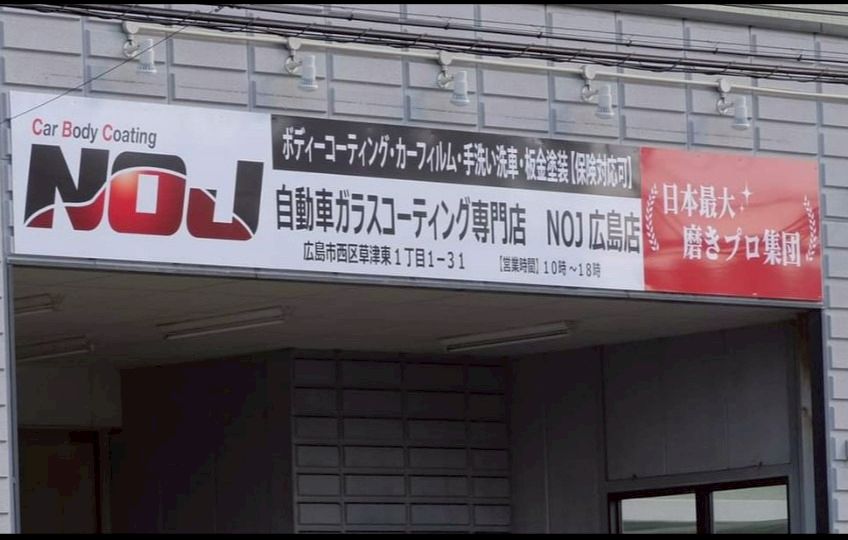 Car Body Coating
NOJ
ボディーコーティング・カーフィルム・手洗い洗車・板金塗装【保険対応可】
自動車ガラスコーティング専門店 NOJ 広島店
広島市西区草津東1丁目1-31 【営業時間】10時~18時
日本最大
磨きプロ集団